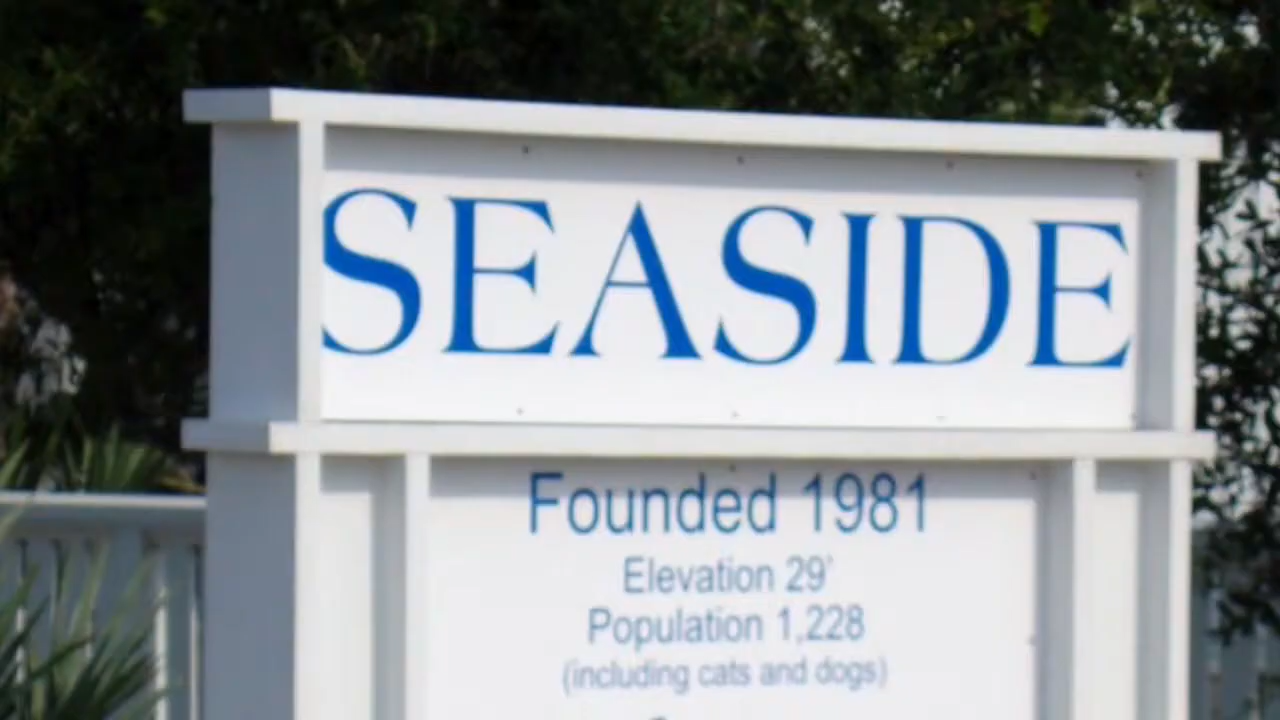 SEASIDE
Founded 1981
Elevation 29'
Population 1,228
(including cats and dogs)